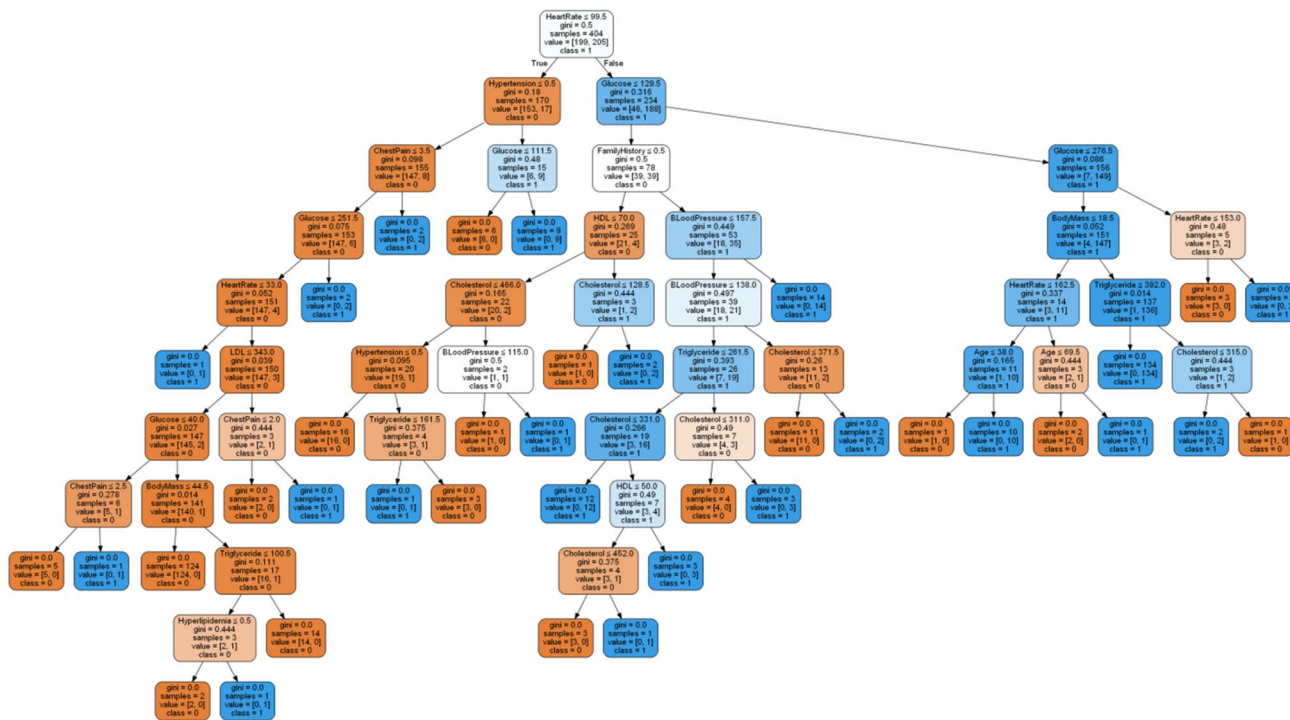 HeartRate ≤ 99.5
gini = 0.5
samples = 404
value = [199, 205]
class = 1
True
False
Hypertension ≤ 0.5
gini = 0.18
samples = 170
value = [153, 17]
class = 0
Glucose ≤ 129.5
gini = 0.316
samples = 234
value = [46, 188]
class = 1
ChestPain ≤ 3.5
gini = 0.098
samples = 155
value = [147, 8]
class = 0
Glucose ≤ 111.5
gini = 0.48
samples = 15
value = [6, 9]
class = 1
FamilyHistory ≤ 0.5
gini = 0.5
samples = 78
value = [39, 39]
class = 0
Glucose ≤ 276.5
gini = 0.086
samples = 156
value = [7, 149]
class = 1
Glucose ≤ 251.5
gini = 0.075
samples = 153
value = [147, 6]
class = 0
gini = 0.0
samples = 2
value = [0, 2]
class = 1
gini = 0.0
samples = 6
value = [6, 0]
class = 0
gini = 0.0
samples = 9
value = [0, 9]
class = 1
HDL ≤ 70.0
gini = 0.269
samples = 25
value = [21, 4]
class = 0
BLoodPressure ≤ 157.5
gini = 0.449
samples = 53
value = [18, 35]
class = 1
BodyMass ≤ 18.5
gini = 0.052
samples = 151
value = [4, 147]
class = 1
HeartRate ≤ 153.0
gini = 0.48
samples = 5
value = [3, 2]
class = 0
HeartRate ≤ 33.0
gini = 0.052
samples = 151
value = [147, 4]
class = 0
gini = 0.0
samples = 2
value = [0, 2]
class = 1
Cholesterol ≤ 466.0
gini = 0.165
samples = 22
value = [20, 2]
class = 0
Cholesterol ≤ 128.5
gini = 0.444
samples = 3
value = [1, 2]
class = 1
BLoodPressure ≤ 138.0
gini = 0.497
samples = 39
value = [18, 21]
class = 1
gini = 0.0
samples = 14
value = [0, 14]
class = 1
HeartRate ≤ 162.5
gini = 0.337
samples = 14
value = [3, 11]
class = 1
Triglyceride ≤ 392.0
gini = 0.014
samples = 137
value = [1, 136]
class = 1
gini = 0.0
samples = 3
value = [3, 0]
class = 0
gini = 0.0
samples =
value = [0,
class = 1
gini = 0.0
samples = 1
value = [0, 1]
class = 1
LDL ≤ 343.0
gini = 0.039
samples = 150
value = [147, 3]
class = 0
Hypertension ≤ 0.5
gini = 0.095
samples = 20
value = [19, 1]
class = 0
BLoodPressure ≤ 115.0
gini = 0.5
samples = 2
value = [1, 1]
class = 0
gini = 0.0
samples = 1
value = [1, 0]
class = 0
gini = 0.0
samples = 2
value = [0, 2]
class = 1
Triglyceride ≤ 261.5
gini = 0.393
samples = 26
value = [7, 19]
class = 1
Cholesterol ≤ 371.5
gini = 0.26
samples = 13
value = [11, 2]
class = 0
Age ≤ 38.0
gini = 0.165
samples = 11
value = [1, 10]
class = 1
Age ≤ 69.5
gini = 0.444
samples = 3
value = [2, 1]
class = 0
gini = 0.0
samples = 134
value = [0, 134]
class = 1
Cholesterol ≤ 315.0
gini = 0.444
samples = 3
value = [1, 2]
class = 1
Glucose ≤ 40.0
gini = 0.027
samples = 147
value = [145, 2]
class = 0
ChestPain ≤ 2.0
gini = 0.444
samples = 3
value = [2, 1]
class = 0
gini = 0.0
samples = 16
value = [16, 0]
class = 0
Triglyceride ≤ 161.5
gini = 0.375
samples = 4
value = [3, 1]
class = 0
gini = 0.0
samples = 1
value = [1, 0]
class = 0
gini = 0.0
samples = 1
value = [0, 1]
class = 1
Cholesterol ≤ 331.0
gini = 0.266
samples = 19
value = [3, 16]
class = 1
Cholesterol ≤ 311.0
gini = 0.49
samples = 7
value = [4, 3]
class = 0
gini = 0.0
samples = 11
value = [11, 0]
class = 0
gini = 0.0
samples = 2
value = [0, 2]
class = 1
gini = 0.0
samples = 1
value = [1, 0]
class = 0
gini = 0.0
samples = 10
value = [0, 10]
class = 1
gini = 0.0
samples = 2
value = [2, 0]
class = 0
gini = 0.0
samples = 1
value = [0, 1]
class = 1
gini = 0.0
samples = 2
value = [0, 2]
class = 1
gini = 0.0
samples = 1
value = [1, 0]
class = 0
ChestPain ≤ 2.5
gini = 0.278
samples = 6
value = [5, 1]
class = 0
BodyMass ≤ 44.5
gini = 0.014
samples = 141
value = [140, 1]
class = 0
gini = 0.0
samples = 2
value = [2, 0]
class = 0
gini = 0.0
samples = 1
value = [0, 1]
class = 1
gini = 0.0
samples = 1
value = [0, 1]
class = 1
gini = 0.0
samples = 3
value = [3, 0]
class = 0
gini = 0.0
samples = 12
value = [0, 12]
class = 1
HDL ≤ 50.0
gini = 0.49
samples = 7
value = [3, 4]
class = 1
gini = 0.0
samples = 4
value = [4, 0]
class = 0
gini = 0.0
samples = 3
value = [0, 3]
class = 1
gini = 0.0
samples = 5
value = [5, 0]
class = 0
gini = 0.0
samples = 1
value = [0, 1]
class = 1
gini = 0.0
samples = 124
value = [124, 0]
class = 0
Triglyceride ≤ 100.5
gini = 0.111
samples = 17
value = [16, 1]
class = 0
Cholesterol ≤ 452.0
gini = 0.375
samples = 4
value = [3, 1]
class = 0
gini = 0.0
samples = 3
value = [0, 3]
class = 1
Hyperlipidemia ≤ 0.5
gini = 0.444
samples = 3
value = [2, 1]
class = 0
gini = 0.0
samples = 14
value = [14, 0]
class = 0
gini = 0.0
samples = 3
value = [3, 0]
class = 0
gini = 0.0
samples = 1
value = [0, 1]
class = 1
gini = 0.0
samples = 2
value = [2, 0]
class = 0
gini = 0.0
samples = 1
value = [0, 1]
class = 1